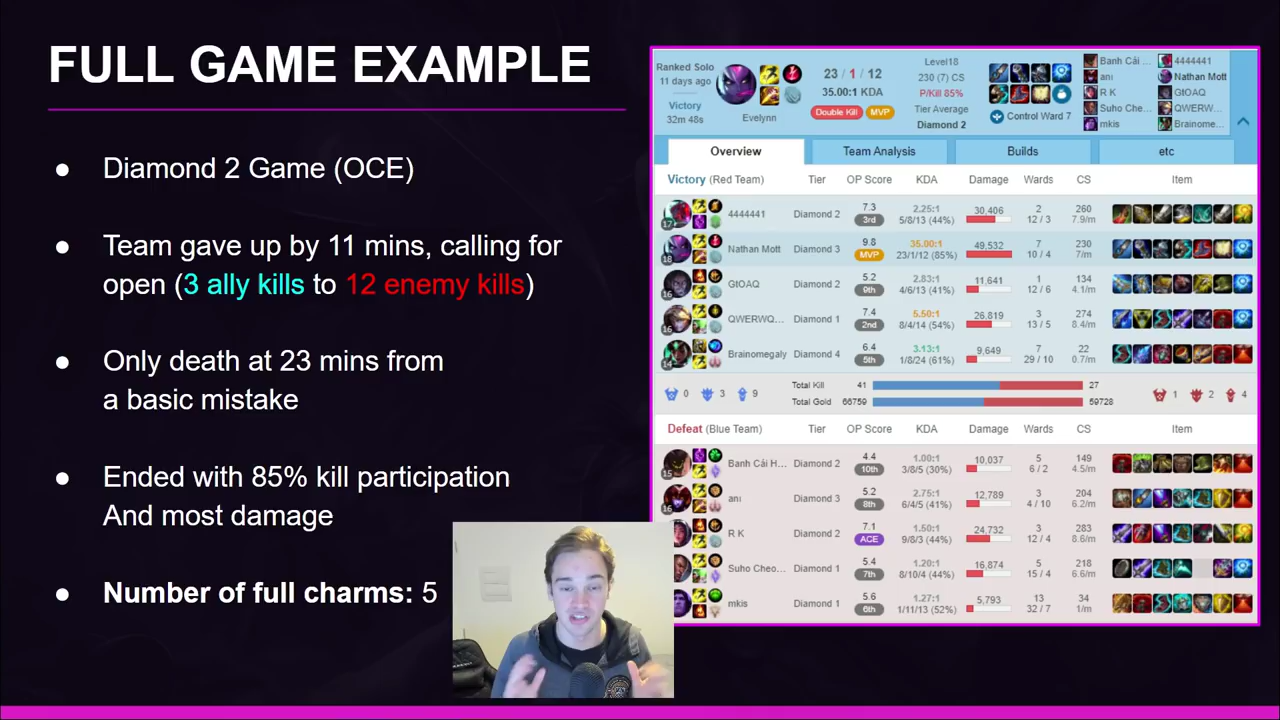 FULL GAME EXAMPLE
● Diamond 2 Game (OCE)
● Team gave up by 11 mins, calling for
open (3 ally kills to 12 enemy kills)
● Only death at 23 mins from
a basic mistake
● Ended with 85% kill participation
And most damage
● Number of full charms: 5
Ranked Solo
11 days ago
Victory
32m 48s
Evelynn
23 / 1 / 12
35.00:1 KDA
Double Kill MVP
Level18
230 (7) CS
P/Kill 85%
Tier Average
Diamond 2
Control Ward 7
Banh Cái ... 4444441
anı Nathan Mott
R K GtOAQ
Suho Che... QWERW...
mkis Brainome...
Overview Team Analysis Builds etc
Victory (Red Team) Tier OP Score KDA Damage Wards CS Item
17 4444441 Diamond 2 7.3 3rd 2.25:1 5/8/13 (44%) 30,406 2 12 / 3 260 7.9/m
18 Nathan Mott Diamond 3 9.8 MVP 35.00:1 23/1/12 (85%) 49,532 7 10 / 4 230 7/m
16 GtOAQ Diamond 2 5.2 9th 2.83:1 4/6/13 (41%) 11,641 1 12 / 6 134 4.1/m
16 QWERWQ... Diamond 1 7.4 2nd 5.50:1 8/4/14 (54%) 26,819 3 13 / 5 274 8.4/m
14 Brainomegaly Diamond 4 6.4 5th 3.13:1 1/8/24 (61%) 9,649 7 29 / 10 22 0.7/m
0 3 9 Total Kill 41 27 1 2 4
Total Gold 66759 59728
Defeat (Blue Team) Tier OP Score KDA Damage Wards CS Item
15 Banh Cái H... Diamond 2 4.4 10th 1.00:1 3/8/5 (30%) 10,037 5 6 / 2 149 4.5/m
16 anı Diamond 3 5.2 8th 2.75:1 6/4/5 (41%) 12,789 3 4 / 10 204 6.2/m
R K Diamond 2 7.1 ACE 1.50:1 9/8/3 (44%) 24,732 3 12 / 4 283 8.6/m
Suho Cheo... Diamond 1 5.4 7th 1.20:1 8/10/4 (44%) 16,874 5 15 / 4 218 6.6/m
mkis Diamond 1 5.6 6th 1.27:1 1/11/13 (52%) 5,793 13 32 / 7 34 1/m